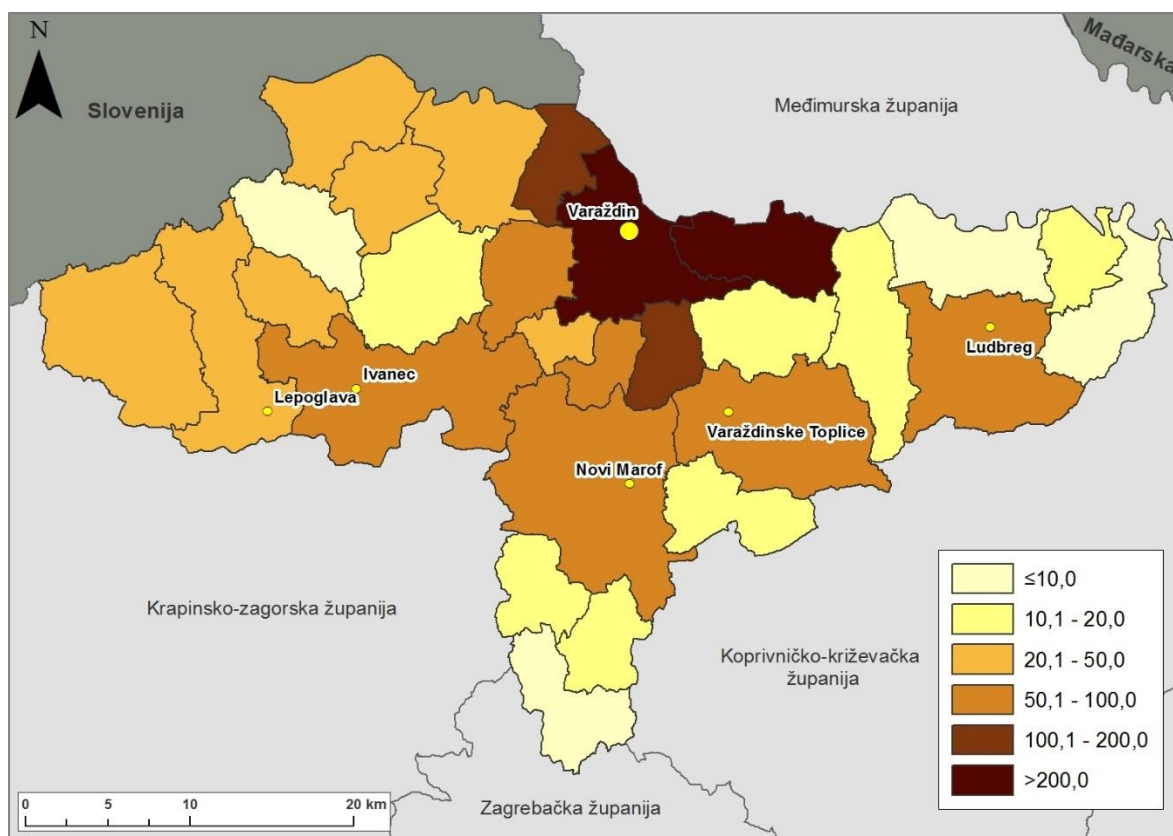 N
Slovenija
Mađarska
Međimurska županija
Varaždin
Ludbreg
Ivanec
Lepoglava
Varaždinske Toplice
Novi Marof
Krapinsko-zagorska županija
Koprivničko-križevačka
županija
Zagrebačka županija
≤10,0
10,1 - 20,0
20,1 - 50,0
50,1 - 100,0
100,1 - 200,0
>200,0
0 5 10 20 km